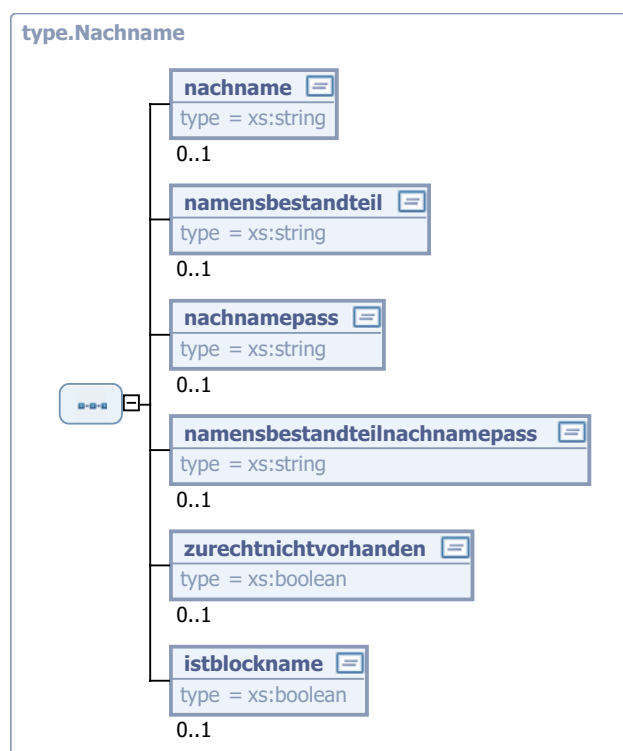 type.Nachname
nachname
type = xs:string
0..1
namensbestandteil
type = xs:string
0..1
nachnamepass
type = xs:string
0..1
namensbestandteilnachnamepass
type = xs:string
0..1
zurechtnichtvorhanden
type = xs:boolean
0..1
istblockname
type = xs:boolean
0..1